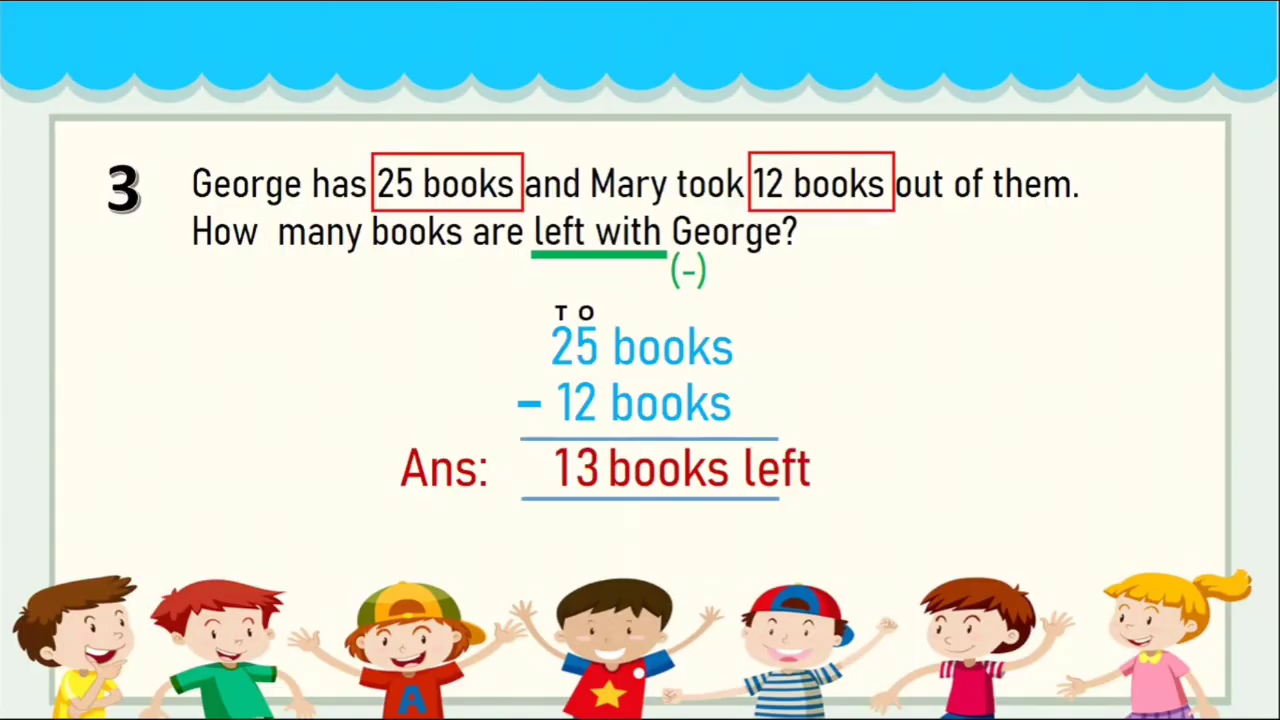 3 George has 25 books and Mary took 12 books out of them.
How many books are left with George?
(-)
T O
25 books
- 12 books
Ans: 13 books left
A